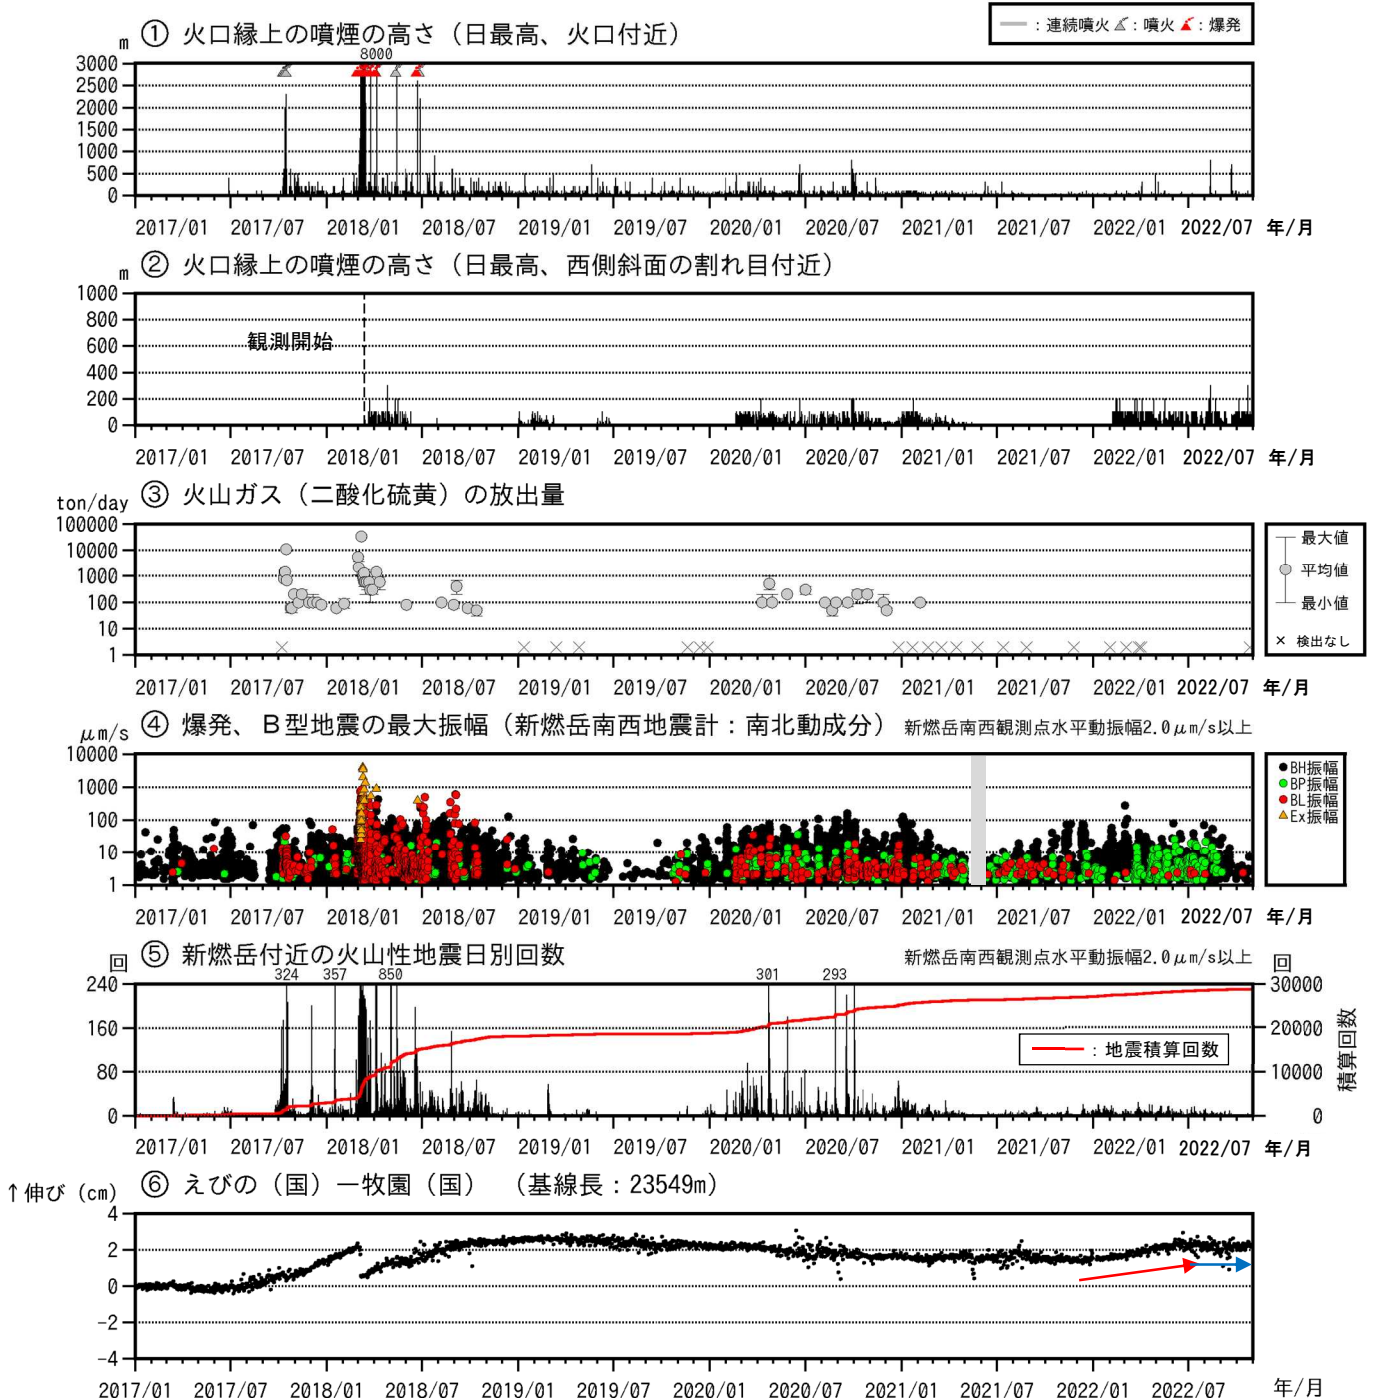 ① 火口縁上の噴煙の高さ（日最高、火口付近）
━ : 連続噴火 : 噴火 : 爆発
m
8000
3000
2500
2000
1500
1000
500
0
2017/01 2017/07 2018/01 2018/07 2019/01 2019/07 2020/01 2020/07 2021/01 2021/07 2022/01 2022/07 年/月
② 火口縁上の噴煙の高さ（日最高、西側斜面の割れ目付近）
m
1000
800
観測開始
600
400
200
0
2017/01 2017/07 2018/01 2018/07 2019/01 2019/07 2020/01 2020/07 2021/01 2021/07 2022/01 2022/07 年/月
③ 火山ガス（二酸化硫黄）の放出量
ton/day
100000
10000
1000
100
10
1
最大値
平均値
最小値
× 検出なし
2017/01 2017/07 2018/01 2018/07 2019/01 2019/07 2020/01 2020/07 2021/01 2021/07 2022/01 2022/07 年/月
④ 爆発、Ｂ型地震の最大振幅（新燃岳南西地震計：南北動成分） 新燃岳南西観測点水平動振幅2.0μm/s以上
μm/s
10000
1000
100
10
1
BH振幅
BP振幅
BL振幅
Ex振幅
2017/01 2017/07 2018/01 2018/07 2019/01 2019/07 2020/01 2020/07 2021/01 2021/07 2022/01 2022/07 年/月
⑤ 新燃岳付近の火山性地震日別回数 新燃岳南西観測点水平動振幅2.0μm/s以上
回 324 357 850 301 293 回
240 30000
160 20000
80 10000
0 0
: 地震積算回数
積算回数
2017/01 2017/07 2018/01 2018/07 2019/01 2019/07 2020/01 2020/07 2021/01 2021/07 2022/01 2022/07 年/月
⑥ えびの（国）ー牧園（国） （基線長：23549m）
↑伸び（cm）
4
2
0
-2
-4
2017/01 2017/07 2018/01 2018/07 2019/01 2019/07 2020/01 2020/07 2021/01 2021/07 2022/01 2022/07 年/月